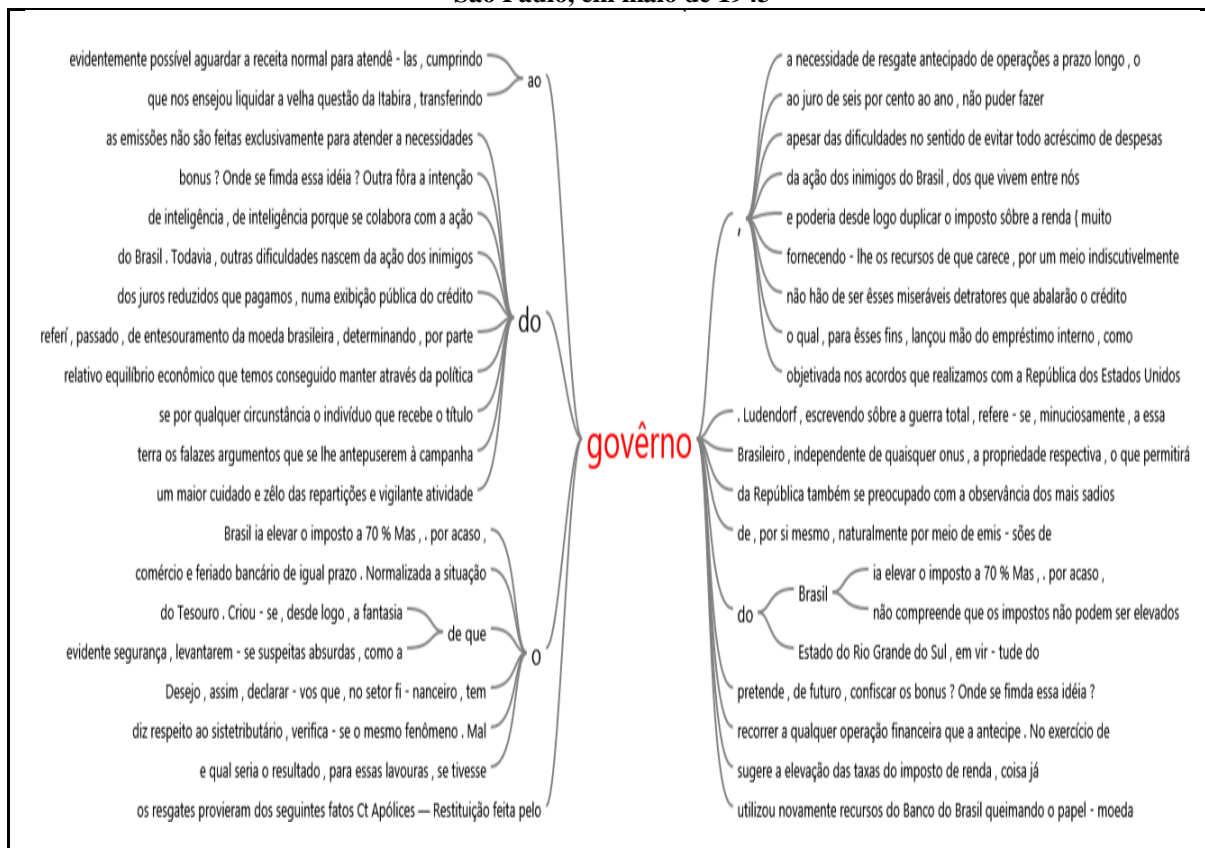 São Paulo, em maio de 1943
evidentemente possível aguardar a receita normal para atendê - las , cumprindo
que nos ensejou liquidar a velha questão da Itabira , transferindo
ao
as emissões não são feitas exclusivamente para atender a necessidades
bonus ? Onde se fimda essa idéia ? Outra fôra a intenção
de inteligência , de inteligência porque se colabora com a ação
do Brasil . Todavia , outras dificuldades nascem da ação dos inimigos
dos juros reduzidos que pagamos , numa exibição pública do crédito
referí , passado , de entesouramento da moeda brasileira , determinando , por parte
relativo equilíbrio econômico que temos conseguido manter através da política
se por qualquer circunstância o indivíduo que recebe o título
terra os falazes argumentos que se lhe antepuserem à campanha
um maior cuidado e zêlo das repartições e vigilante atividade
do
Brasil ia elevar o imposto a 70 % Mas , . por acaso ,
comércio e feriado bancário de igual prazo . Normalizada a situação
do Tesouro . Criou - se , desde logo , a fantasia
evidente segurança , levantarem - se suspeitas absurdas , como a
de que
Desejo , assim , declarar - vos que , no setor fi - nanceiro , tem
diz respeito ao sistetributário , verifica - se o mesmo fenômeno . Mal
e qual seria o resultado , para essas lavouras , se tivesse
o
os resgates provieram dos seguintes fatos Ct Apólices — Restituição feita pelo
govêrno
,
a necessidade de resgate antecipado de operações a prazo longo , o
ao juro de seis por cento ao ano , não puder fazer
apesar das dificuldades no sentido de evitar todo acréscimo de despesas
da ação dos inimigos do Brasil , dos que vivem entre nós
e poderia desde logo duplicar o imposto sôbre a renda ( muito
fornecendo - lhe os recursos de que carece , por um meio indiscutivelmente
não hão de ser êsses miseráveis detratores que abalarão o crédito
o qual , para êsses fins , lançou mão do empréstimo interno , como
objetivada nos acordos que realizamos com a República dos Estados Unidos
. Ludendorf , escrevendo sôbre a guerra total , refere - se , minuciosamente , a essa
Brasileiro , independente de quaisquer onus , a propriedade respectiva , o que permitirá
da República também se preocupado com a observância dos mais sadios
de , por si mesmo , naturalmente por meio de emis - sões de
do
Brasil
ia elevar o imposto a 70 % Mas , . por acaso ,
não compreende que os impostos não podem ser elevados
Estado do Rio Grande do Sul , em vir - tude do
pretende , de futuro , confiscar os bonus ? Onde se fimda essa idéia ?
recorrer a qualquer operação financeira que a antecipe . No exercício de
sugere a elevação das taxas do imposto de renda , coisa já
utilizou novamente recursos do Banco do Brasil queimando o papel - moeda